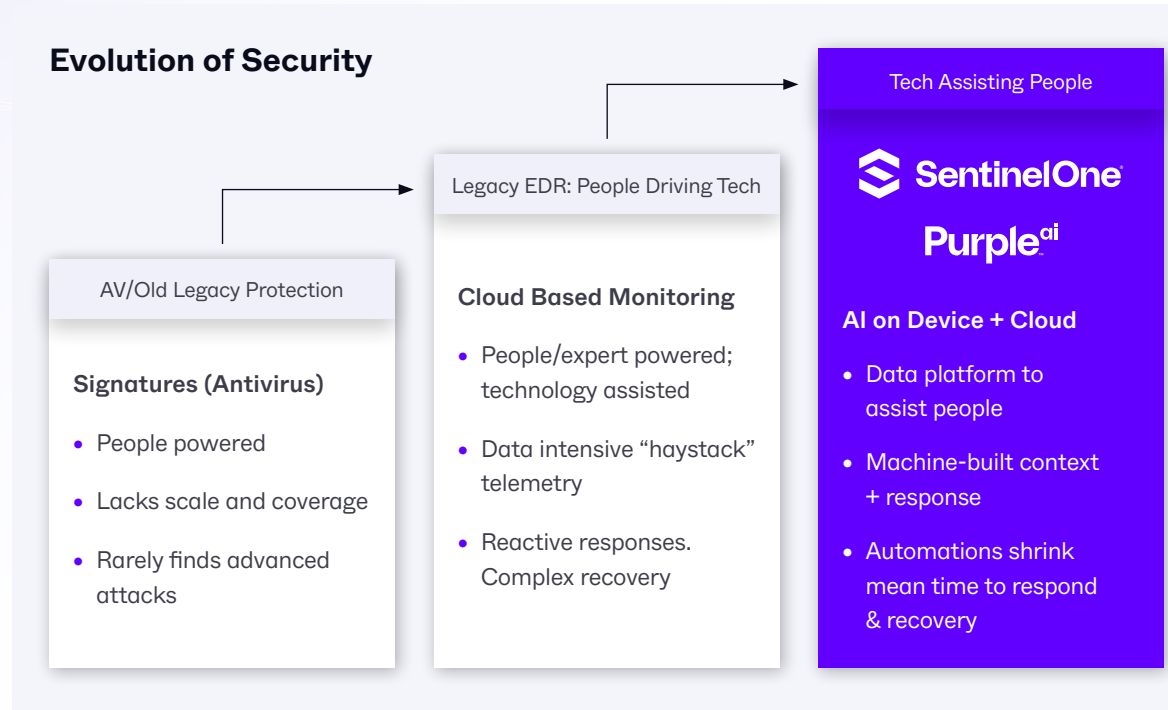 Evolution of Security
AV/Old Legacy Protection
Signatures (Antivirus)
• People powered
• Lacks scale and coverage
• Rarely finds advanced
attacks
Legacy EDR: People Driving Tech
Cloud Based Monitoring
• People/expert powered;
technology assisted
• Data intensive “haystack”
telemetry
• Reactive responses.
Complex recovery
Tech Assisting People
SentinelOne
Purple ai
AI on Device + Cloud
• Data platform to
assist people
• Machine-built context
+ response
• Automations shrink
mean time to respond
& recovery